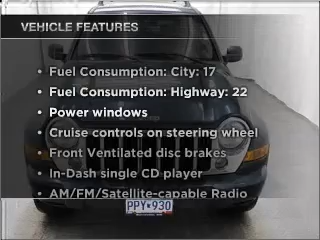 VEHICLE FEATURES
• Fuel Consumption: City: 17
• Fuel Consumption: Highway: 22
• Power windows
• Cruise controls on steering wheel
• Front Ventilated disc brakes
• In-Dash single CD player
• AM/FM/Satellite-capable Radio
PPY 930